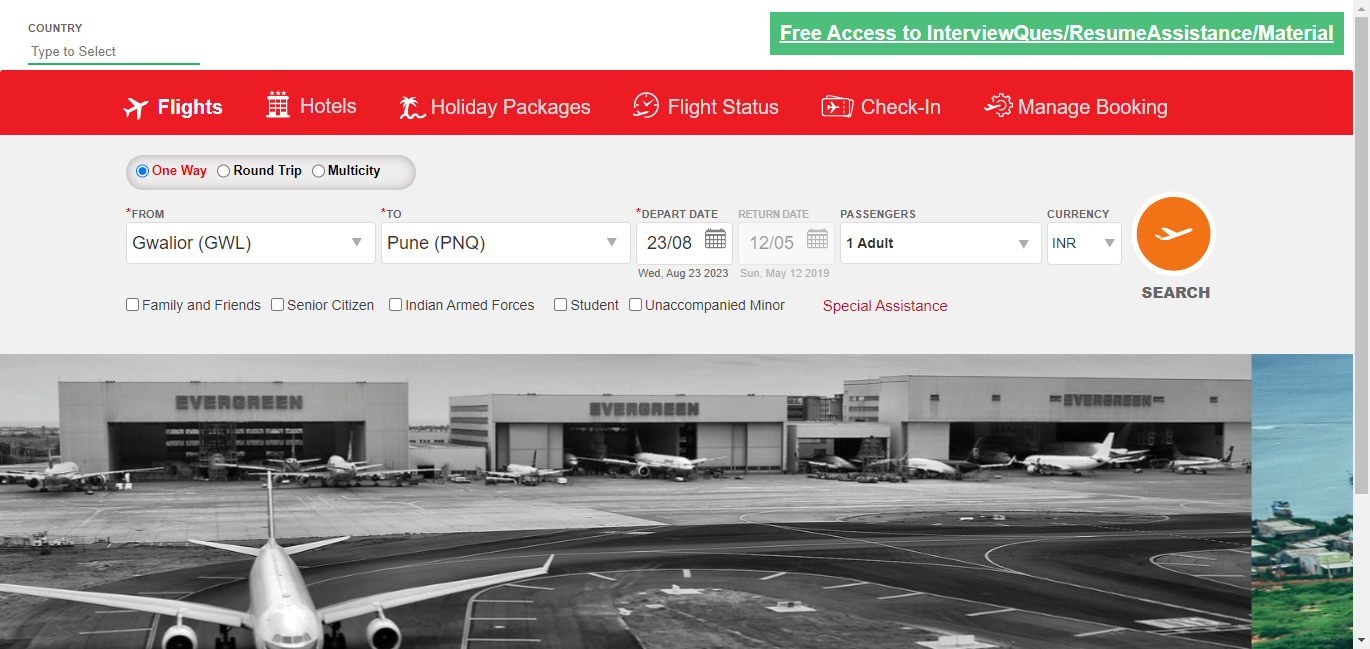 COUNTRY
Type to Select
Free Access to InterviewQues/ResumeAssistance/Material
Flights Hotels Holiday Packages Flight Status Check-In Manage Booking
One Way Round Trip Multicity
*FROM *TO *DEPART DATE RETURN DATE PASSENGERS CURRENCY
Gwalior (GWL) Pune (PNQ) 23/08 12/05 1 Adult INR
Wed, Aug 23 2023 Sun, May 12 2019
SEARCH
Family and Friends Senior Citizen Indian Armed Forces Student Unaccompanied Minor Special Assistance
EVERGREEN EVERGREEN EVERGREEN